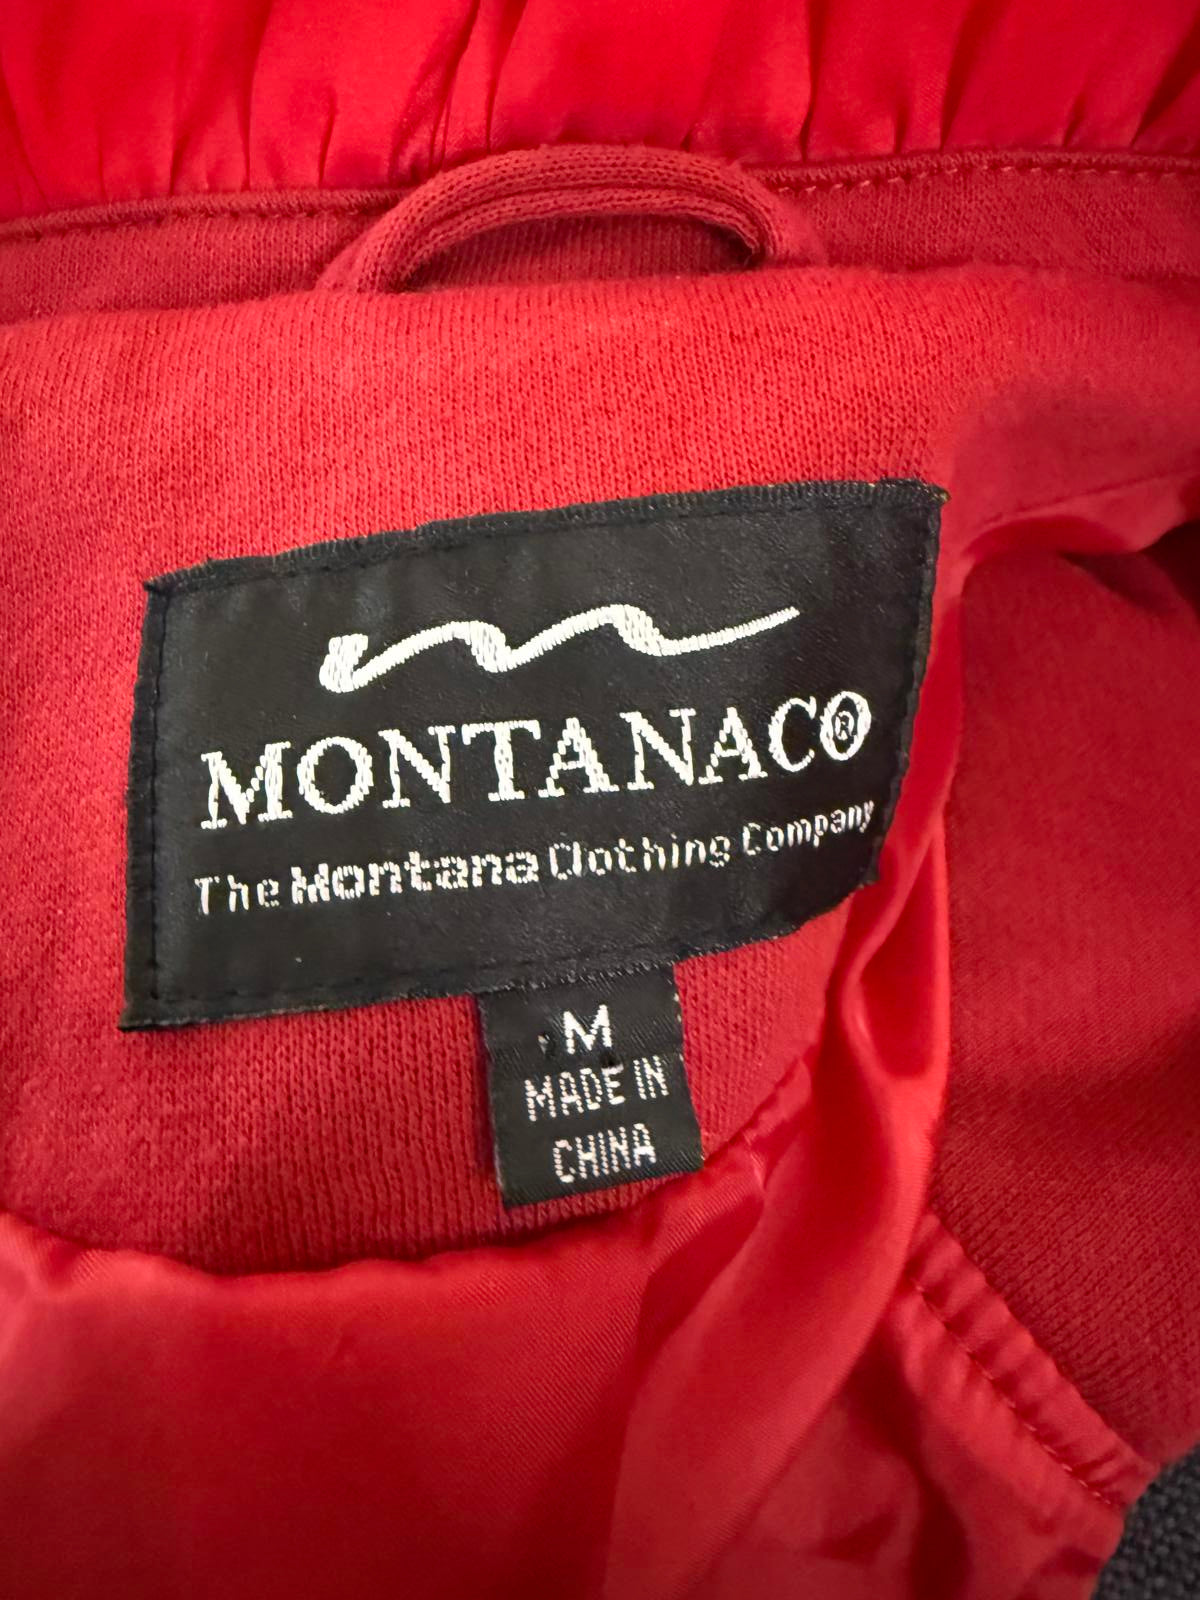 MONTANACO®
The Montana Clothing Company
M
MADE IN
CHINA